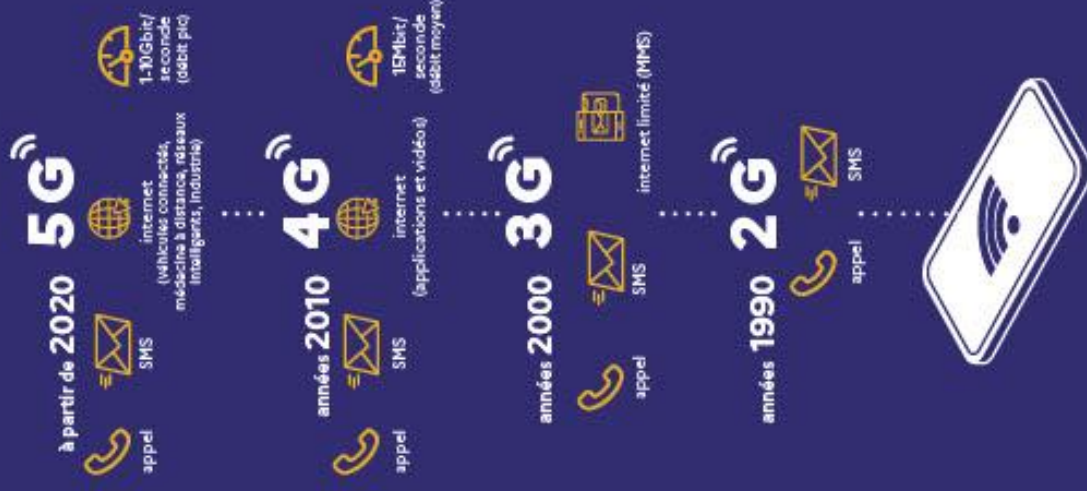 à partir de 2020 5G
appel
SMS
internet
(véhicules connectés,
médecine à distance, réseaux
intelligents, industrie)
1-10Gbit/
seconde
(débit pic)
années 2010 4G
appel
SMS
internet
(applications et vidéos)
15Mbit/
seconde
(débit moyen)
années 2000 3G
appel
SMS
internet limité (MMS)
années 1990 2G
appel
SMS